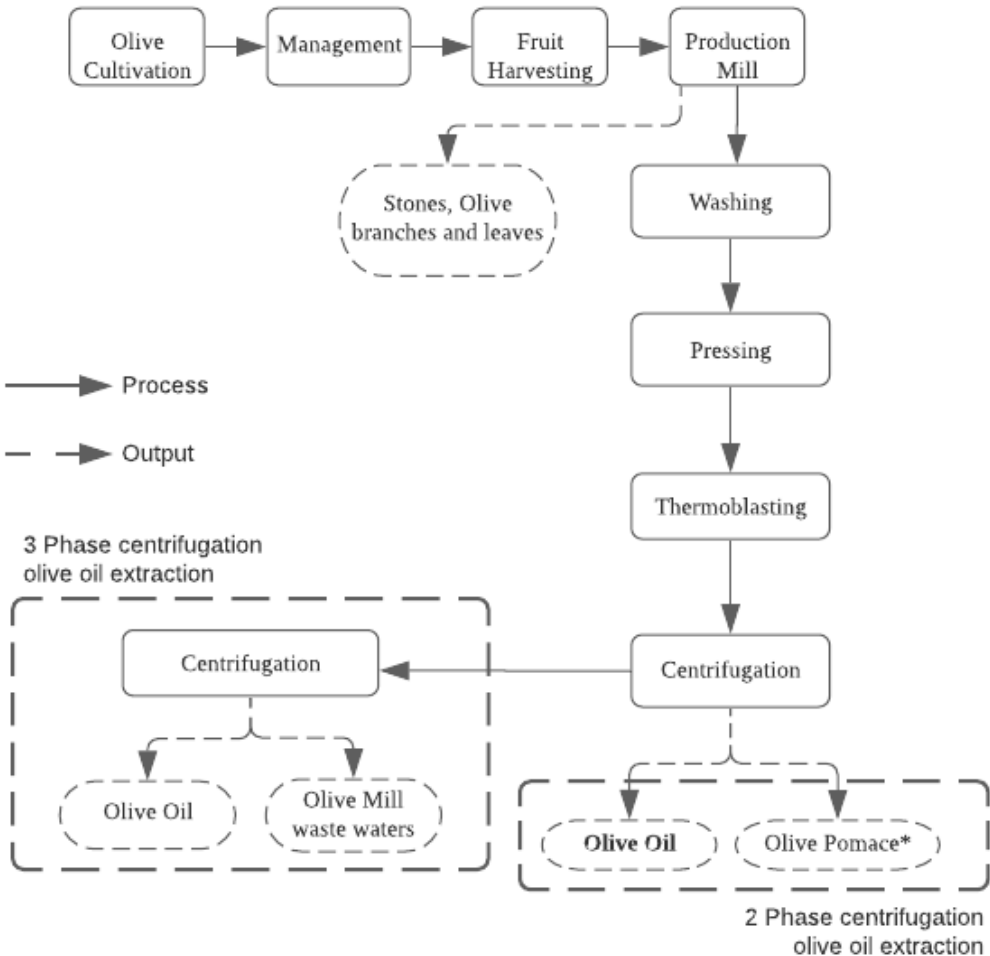 Olive
Cultivation
Management
Fruit
Harvesting
Production
Mill
Stones, Olive
branches and leaves
Washing
Pressing
Process
Output
Thermoblasting
3 Phase centrifugation
olive oil extraction
Centrifugation
Centrifugation
Olive Oil
Olive Mill
waste waters
Olive Oil
Olive Pomace*
2 Phase centrifugation
olive oil extraction